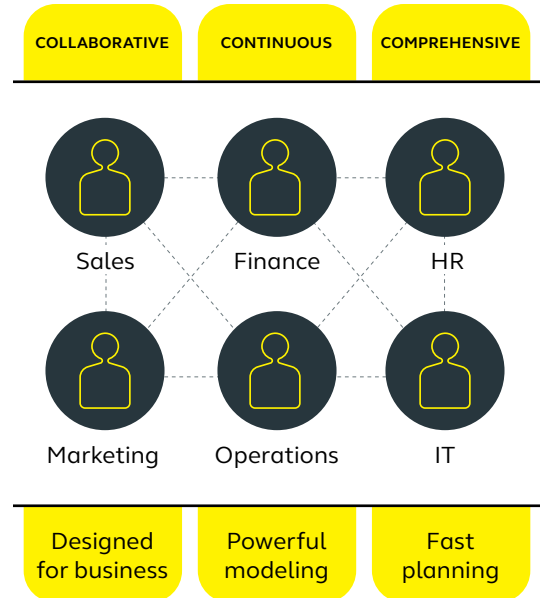 COLLABORATIVE
CONTINUOUS
COMPREHENSIVE
Sales
Finance
HR
Marketing
Operations
IT
Designed
for business
Powerful
modeling
Fast
planning